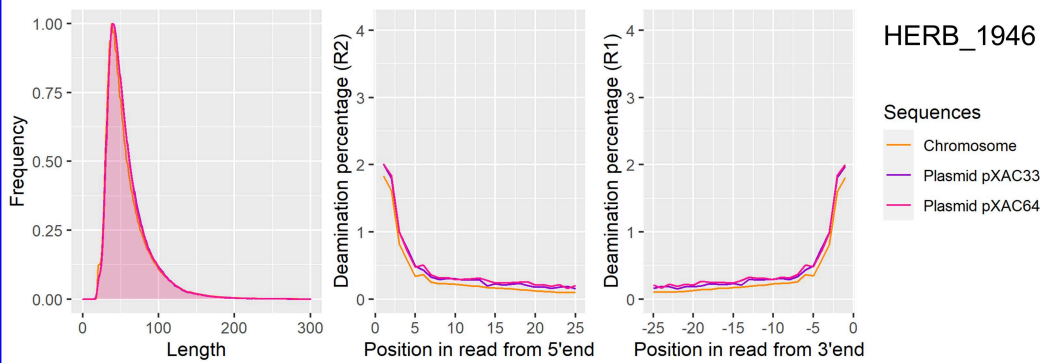 HERB_1946
Frequency
1.00
0.75
0.50
0.25
0.00
0
100
200
300
Length
Deamination percentage (R2)
4
3
2
1
0
0
5
10
15
20
25
Position in read from 5'end
Deamination percentage (R1)
4
3
2
1
0
-25
-20
-15
-10
-5
0
Position in read from 3'end
Sequences
Chromosome
Plasmid pXAC33
Plasmid pXAC64